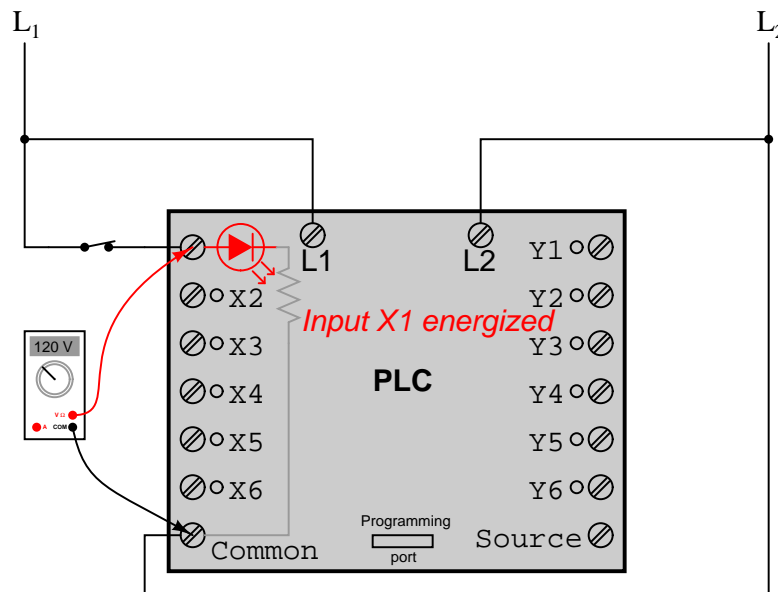 L1 L2
L1 L2 Y1
X2 Y2
Input X1 energized
120 V
X3 Y3
PLC
X4 Y4
V Ω
A COM
X5 Y5
X6 Y6
Programming
Common Source
port